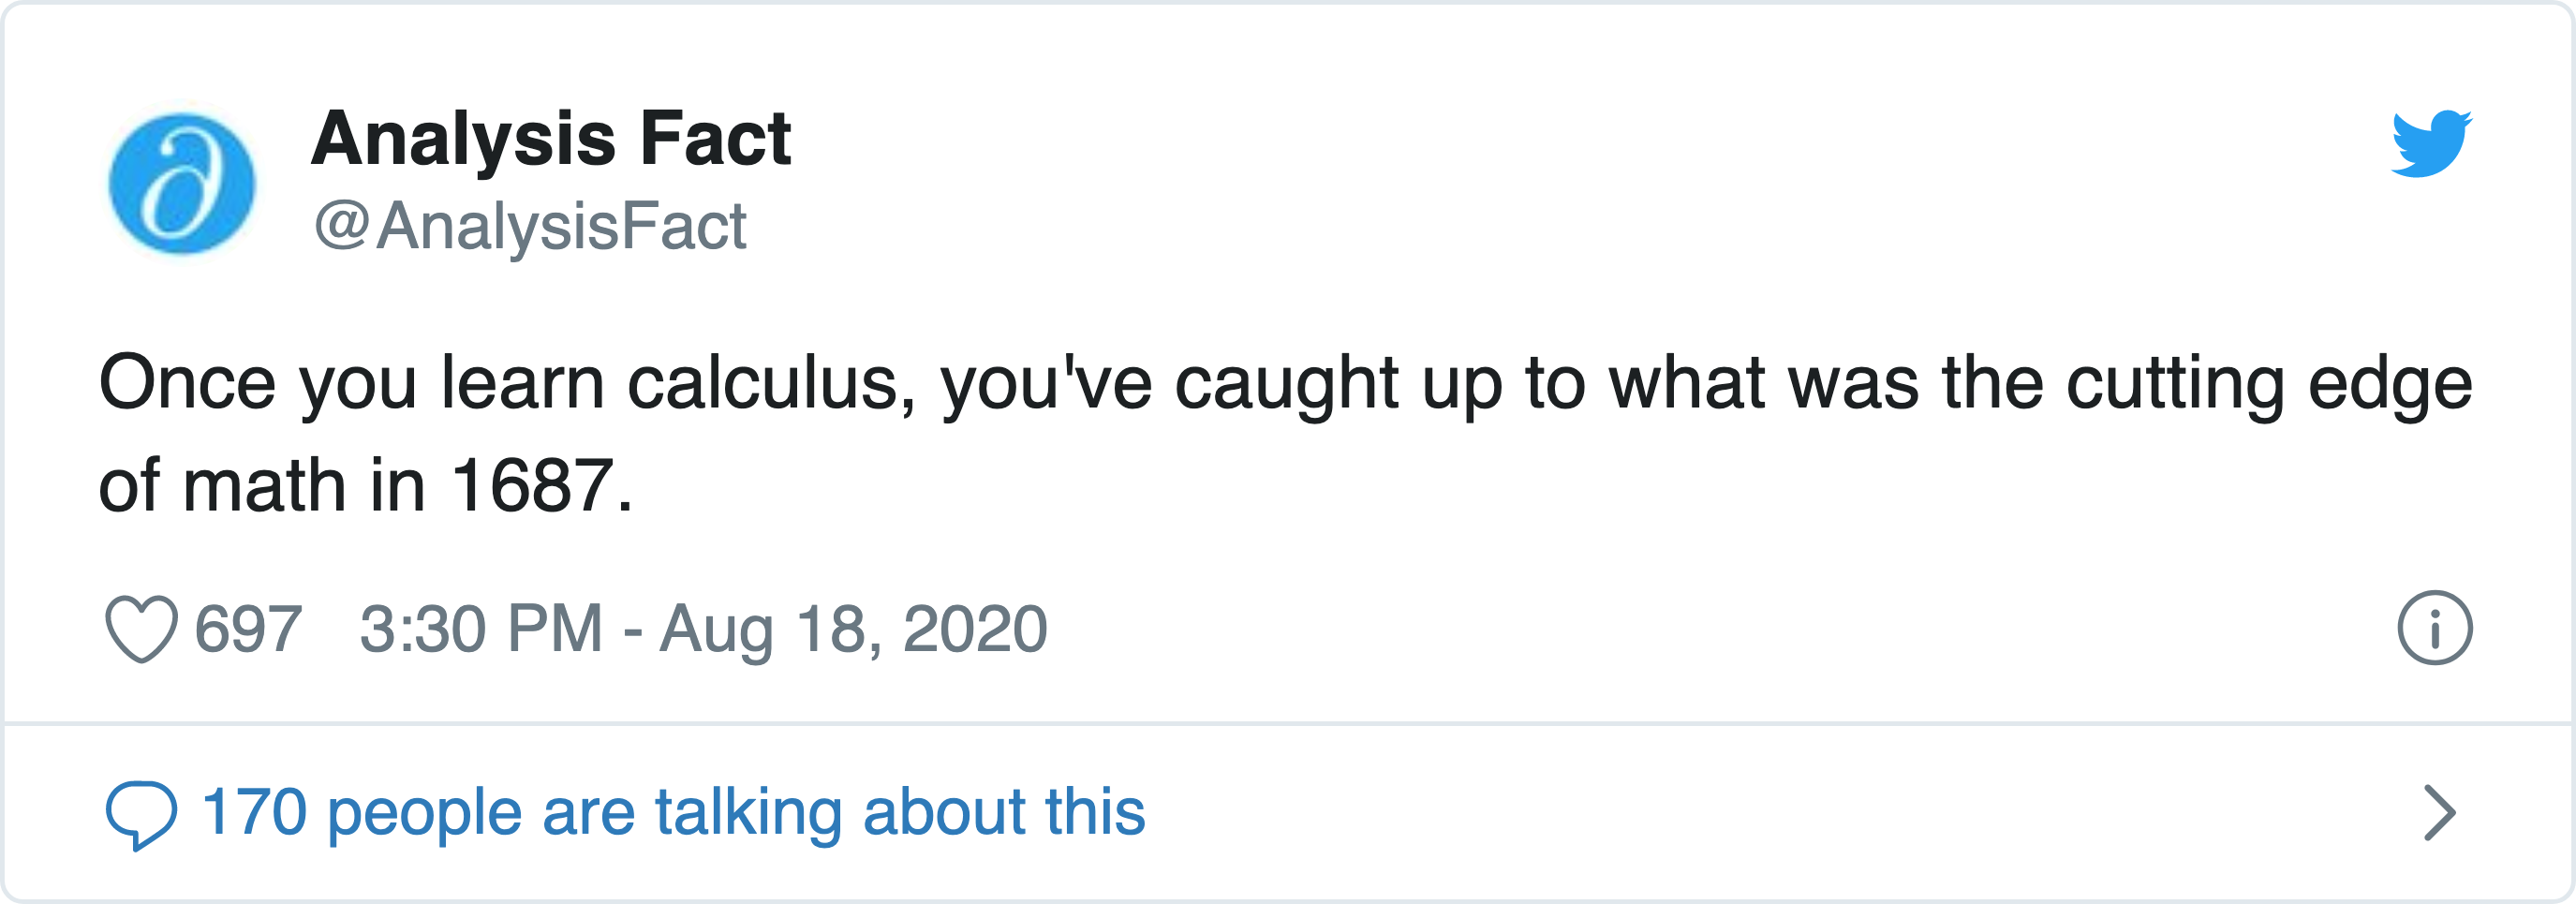 Analysis Fact
@AnalysisFact
Once you learn calculus, you've caught up to what was the cutting edge
of math in 1687.
697 3:30 PM - Aug 18, 2020
170 people are talking about this